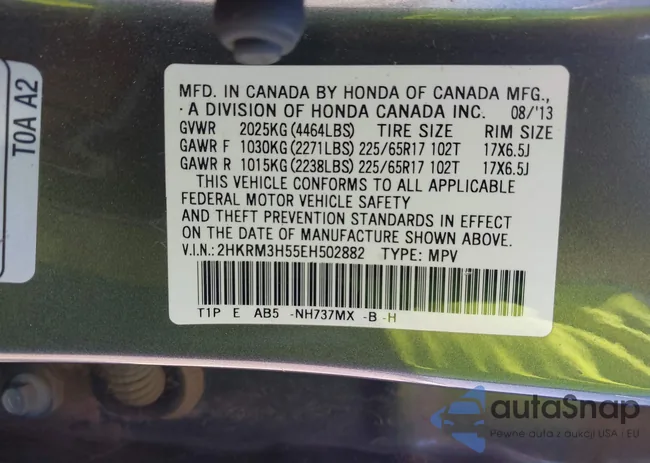 TOA A2
MFD. IN CANADA BY HONDA OF CANADA MFG.,
A DIVISION OF HONDA CANADA INC. 08/'13
GVWR 2025KG (4464LBS) TIRE SIZE RIM SIZE
GAWR F 1030KG (2271LBS) 225/65R17 102T 17X6.5J
GAWR R 1015KG (2238LBS) 225/65R17 102T 17X6.5J
THIS VEHICLE CONFORMS TO ALL APPLICABLE
FEDERAL MOTOR VEHICLE SAFETY
AND THEFT PREVENTION STANDARDS IN EFFECT
ON THE DATE OF MANUFACTURE SHOWN ABOVE.
V.I.N.: 2HKRM3H55EH502882 TYPE: MPV
T1P E AB5 -NH737MX -B -H
autaSnap
Pewne auta z aukcji USA i EU